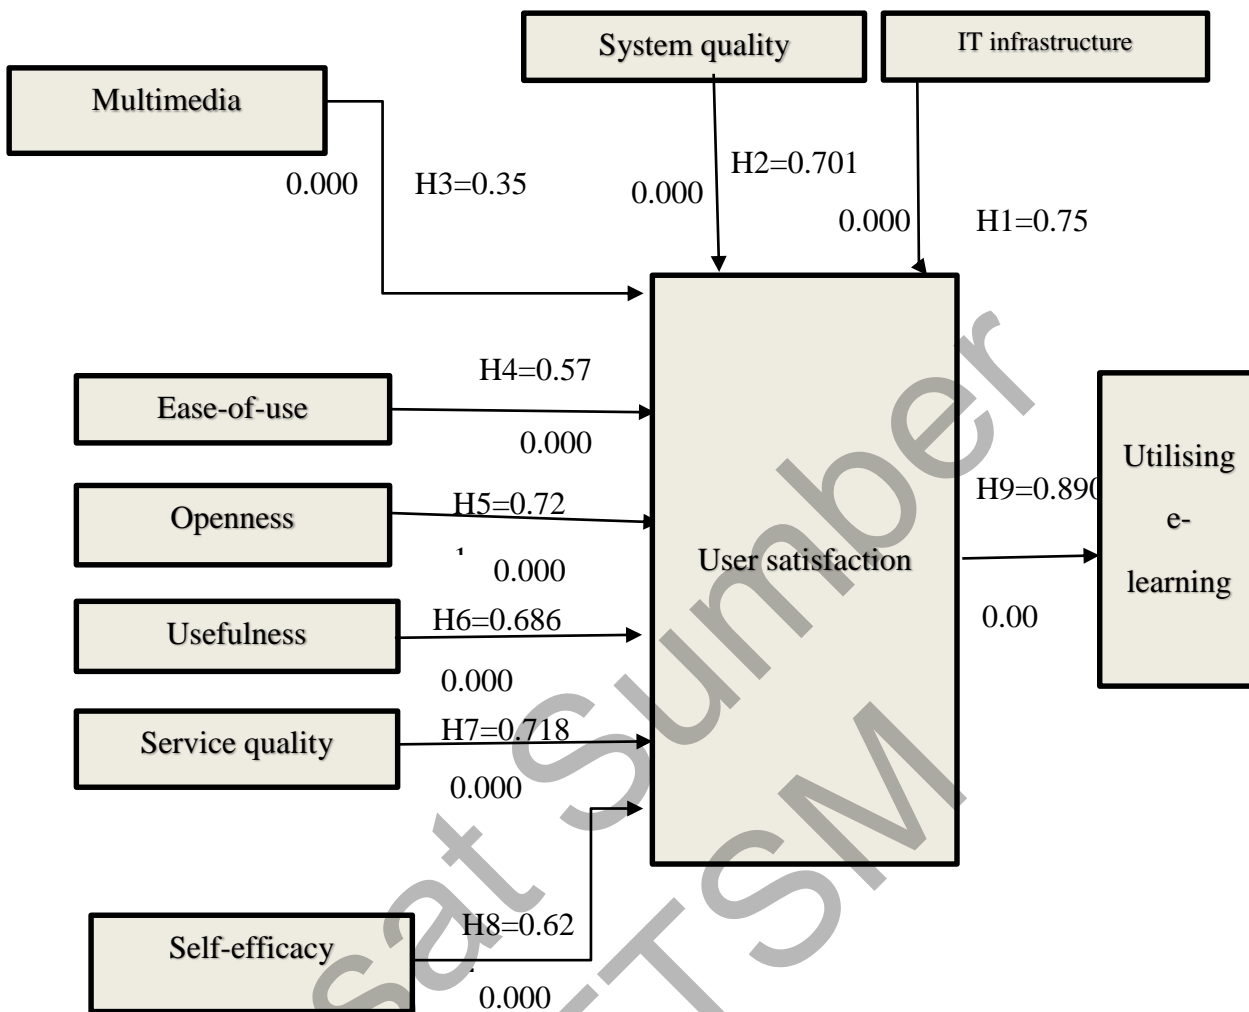 System quality
IT infrastructure
Multimedia
0.000
H3=0.35
0.000
H2=0.701
0.000
H1=0.75
Ease-of-use
H4=0.57
0.000
Openness
H5=0.72
0.000
Usefulness
H6=0.686
0.000
Service quality
H7=0.718
0.000
Self-efficacy
H8=0.62
0.000
User satisfaction
H9=0.890
0.00
Utilising
e-
learning
sat Sumber
FTSM